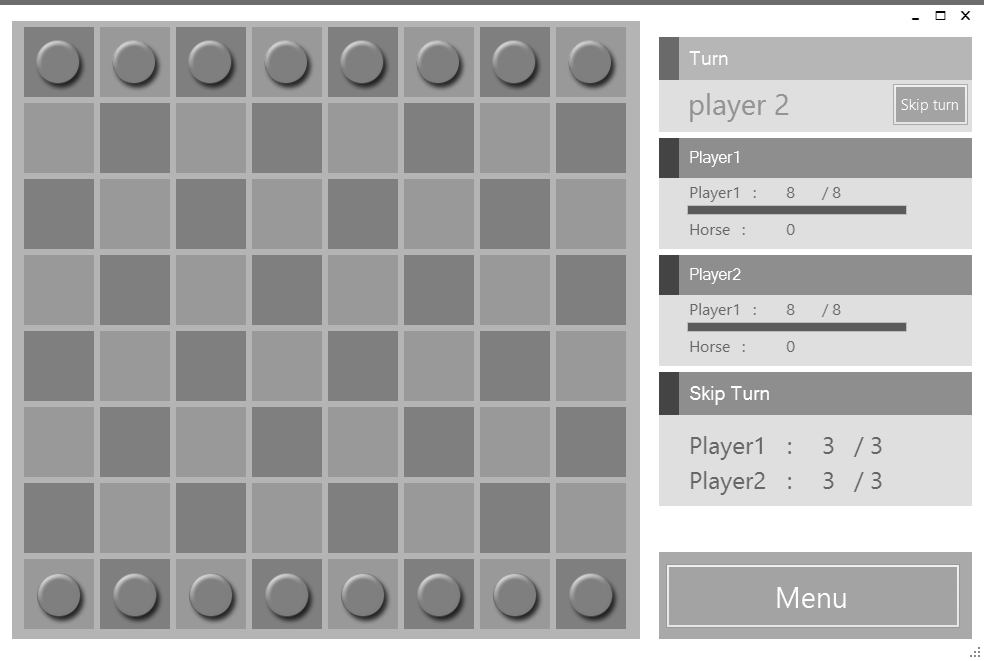 Turn
player 2 Skip turn
Player1
Player1 : 8 / 8
Horse : 0
Player2
Player1 : 8 / 8
Horse : 0
Skip Turn
Player1 : 3 / 3
Player2 : 3 / 3
Menu